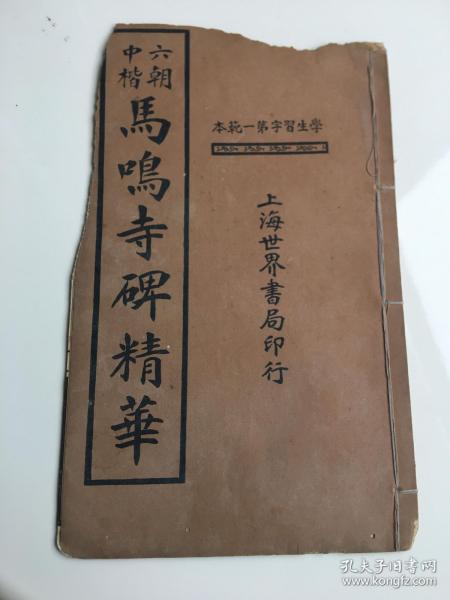 學生習字第一範本
上海世界書局印行
六朝
中楷
馬鳴寺碑精華
孔夫子旧书网
www.kongfz.com